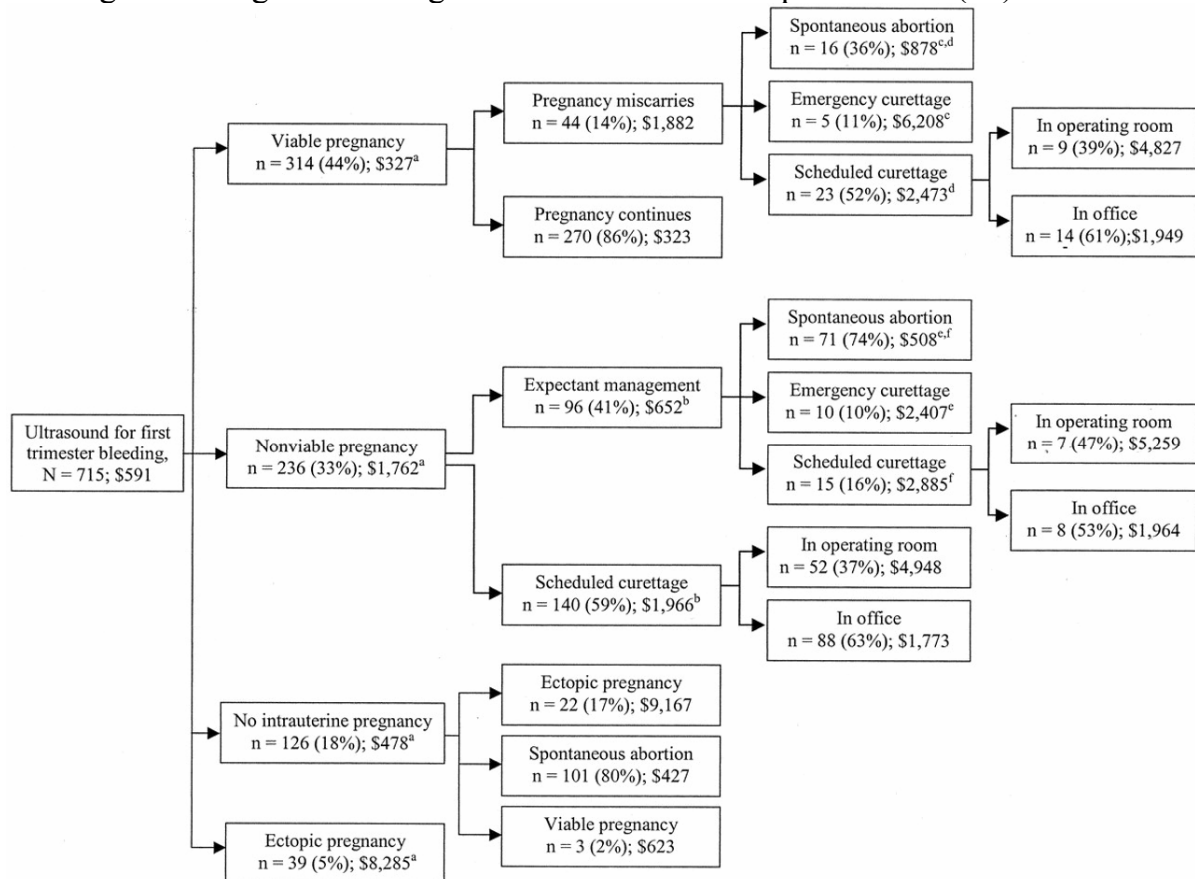 Spontaneous abortion
n = 16 (36%); $878c,d
Pregnancy miscarries
n = 44 (14%); $1,882
Emergency curettage
n = 5 (11%); $6,208c
In operating room
n = 9 (39%); $4,827
Viable pregnancy
n = 314 (44%); $327a
Scheduled curettage
n = 23 (52%); $2,473d
Pregnancy continues
n = 270 (86%); $323
In office
n = 14 (61%);$1,949
Spontaneous abortion
n = 71 (74%); $508e,f
Expectant management
n = 96 (41%); $652b
Emergency curettage
n = 10 (10%); $2,407e
In operating room
n = 7 (47%); $5,259
Ultrasound for first
trimester bleeding,
N = 715; $591
Nonviable pregnancy
n = 236 (33%); $1,762a
Scheduled curettage
n = 15 (16%); $2,885f
In office
n = 8 (53%); $1,964
In operating room
n = 52 (37%); $4,948
Scheduled curettage
n = 140 (59%); $1,966b
In office
n = 88 (63%); $1,773
Ectopic pregnancy
n = 22 (17%); $9,167
No intrauterine pregnancy
n = 126 (18%); $478a
Spontaneous abortion
n = 101 (80%); $427
Ectopic pregnancy
n = 39 (5%); $8,285a
Viable pregnancy
n = 3 (2%); $623